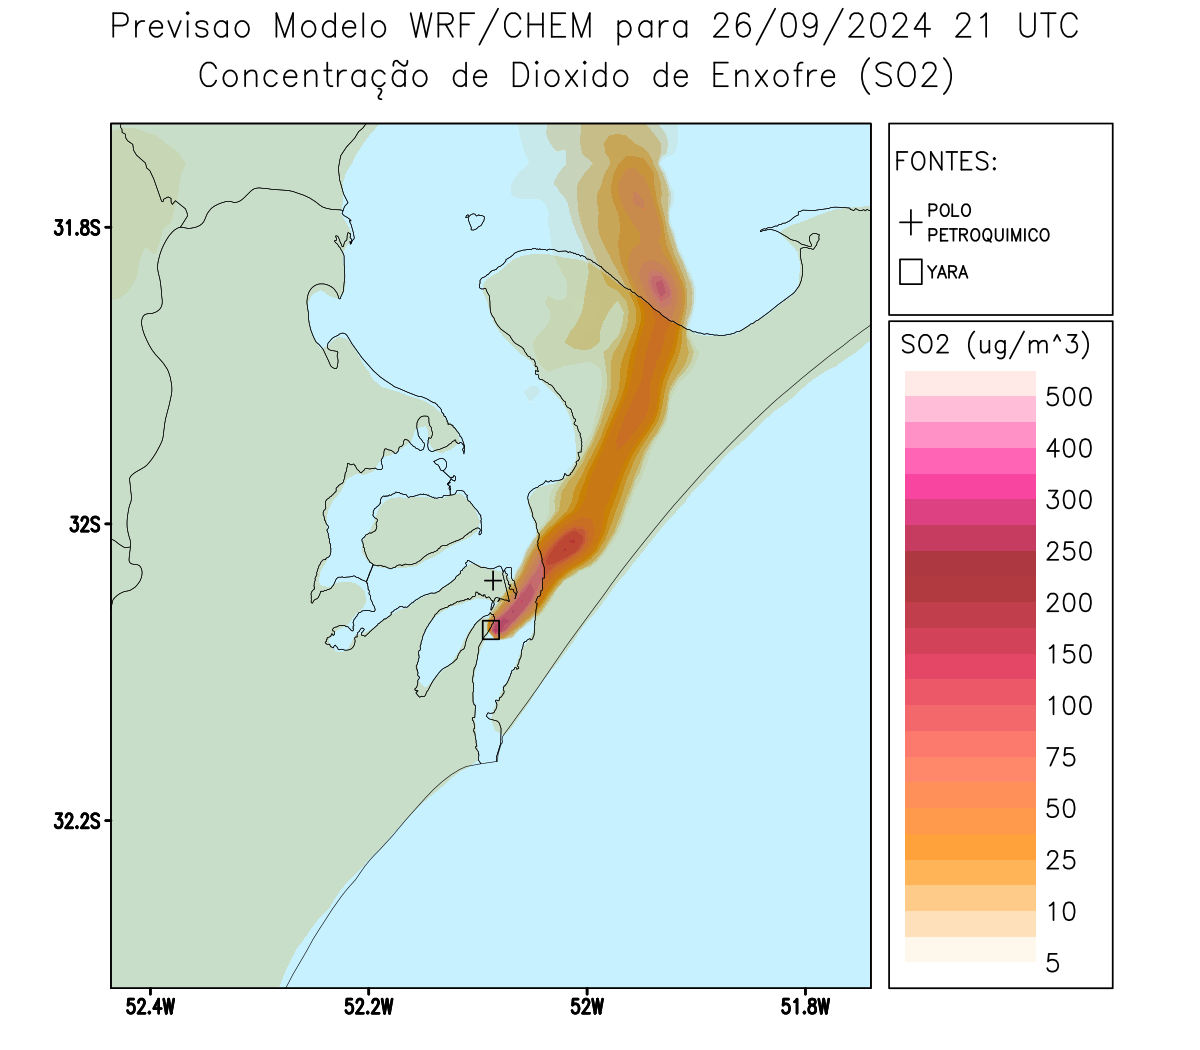 Previsao Modelo WRF/CHEM para 26/09/2024 21 UTC
Concentração de Dioxido de Enxofre (SO2)
FONTES:
POLO
PETROQUIMICO
YARA
SO2 (ug/m^3)
500
400
300
250
200
150
100
75
50
25
10
5
31.8S
32S
32.2S
52.4W
52.2W
52W
51.8W